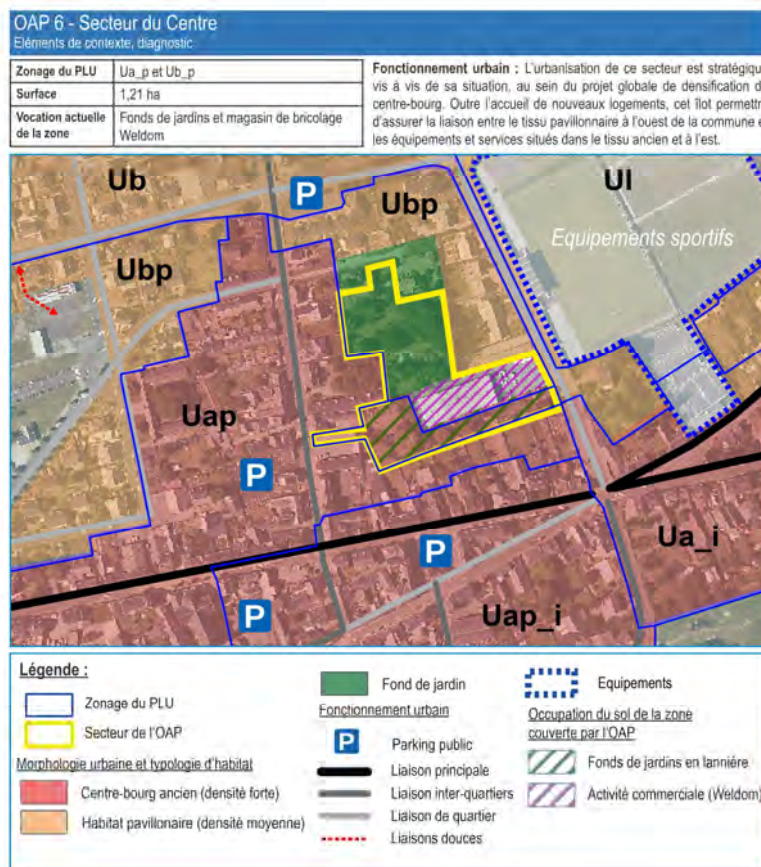 OAP 6 - Secteur du Centre
Eléments de contexte, diagnostic
Zonage du PLU
Ua_p et Ub_p
Surface
1,21 ha
Vocation actuelle
de la zone
Fonds de jardins et magasin de bricolage
Weldom
Fonctionnement urbain : L'urbanisation de ce secteur est
vis à vis de sa situation, au sein du projet globale de densification
centre-bourg. Outre l'accueil de nouveaux logements, cet îlot
d'assurer la liaison entre le tissu pavillonnaire à l'ouest de la commune
les équipements et services situés dans le tissu ancien et à l'est.
Ub
P
Ubp
Ul
Equipements sportifs
Ubp
Uap
P
P
Ua_i
P
Uap_i
Légende :
Zonage du PLU
Secteur de l'OAP
Morphologie urbaine et typologie d'habitat
Centre-bourg ancien (densité forte)
Habitat pavillonaire (densité moyenne)
Fond de jardin
Fonctionnement urbain
P
Parking public
Liaison principale
Liaison inter-quartiers
Liaison de quartier
Liaisons douces
Equipements
Occupation du sol de la zone
couverte par l'OAP
Fonds de jardins en lannière
Activité commerciale (Weldom)